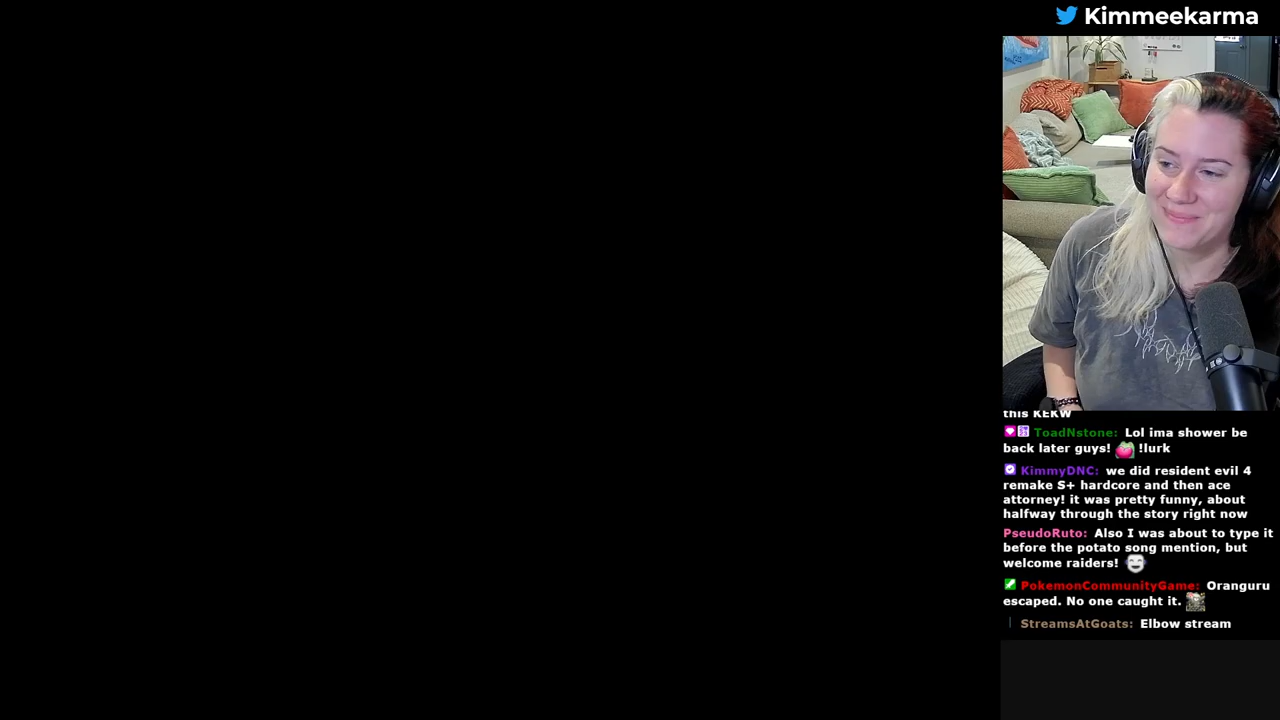 Kimmeekarma
this KEKW
ToadNstone: Lol ima shower be
back later guys! !lurk
KimmyDNC: we did resident evil 4
remake S+ hardcore and then ace
attorney! it was pretty funny, about
halfway through the story right now
PseudoRuto: Also I was about to type it
before the potato song mention, but
welcome raiders!
PokemonCommunityGame: Oranguru
escaped. No one caught it.
StreamsAtGoats: Elbow stream